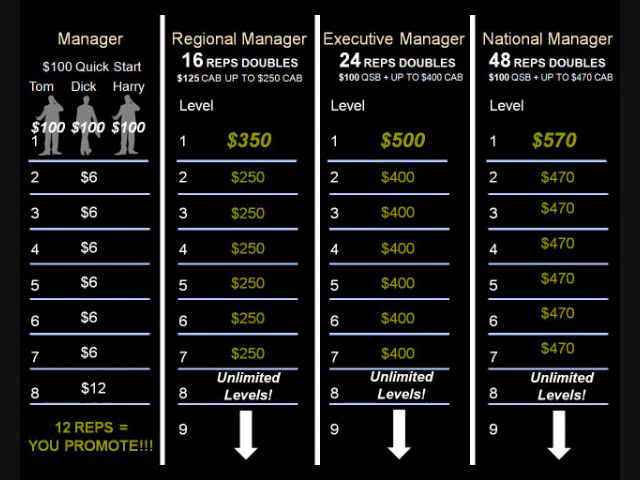 Manager
$100 Quick Start
Tom Dick Harry
$100 $100 $100
1
2 $6
3 $6
4 $6
5 $6
6 $6
7 $6
8 $12
12 REPS =
YOU PROMOTE!!!
Regional Manager
16 REPS DOUBLES
$125 CAB UP TO $250 CAB
Level
1 $350
2 $250
3 $250
4 $250
5 $250
6 $250
7 $250
Unlimited
8 Levels!
9
Executive Manager
24 REPS DOUBLES
$100 QSB + UP TO $400 CAB
Level
1 $500
2 $400
3 $400
4 $400
5 $400
6 $400
7 $400
Unlimited
8 Levels!
9
National Manager
48 REPS DOUBLES
$100 QSB + UP TO $470 CAB
Level
1 $570
2 $470
3 $470
4 $470
5 $470
6 $470
7 $470
Unlimited
8 Levels!
9